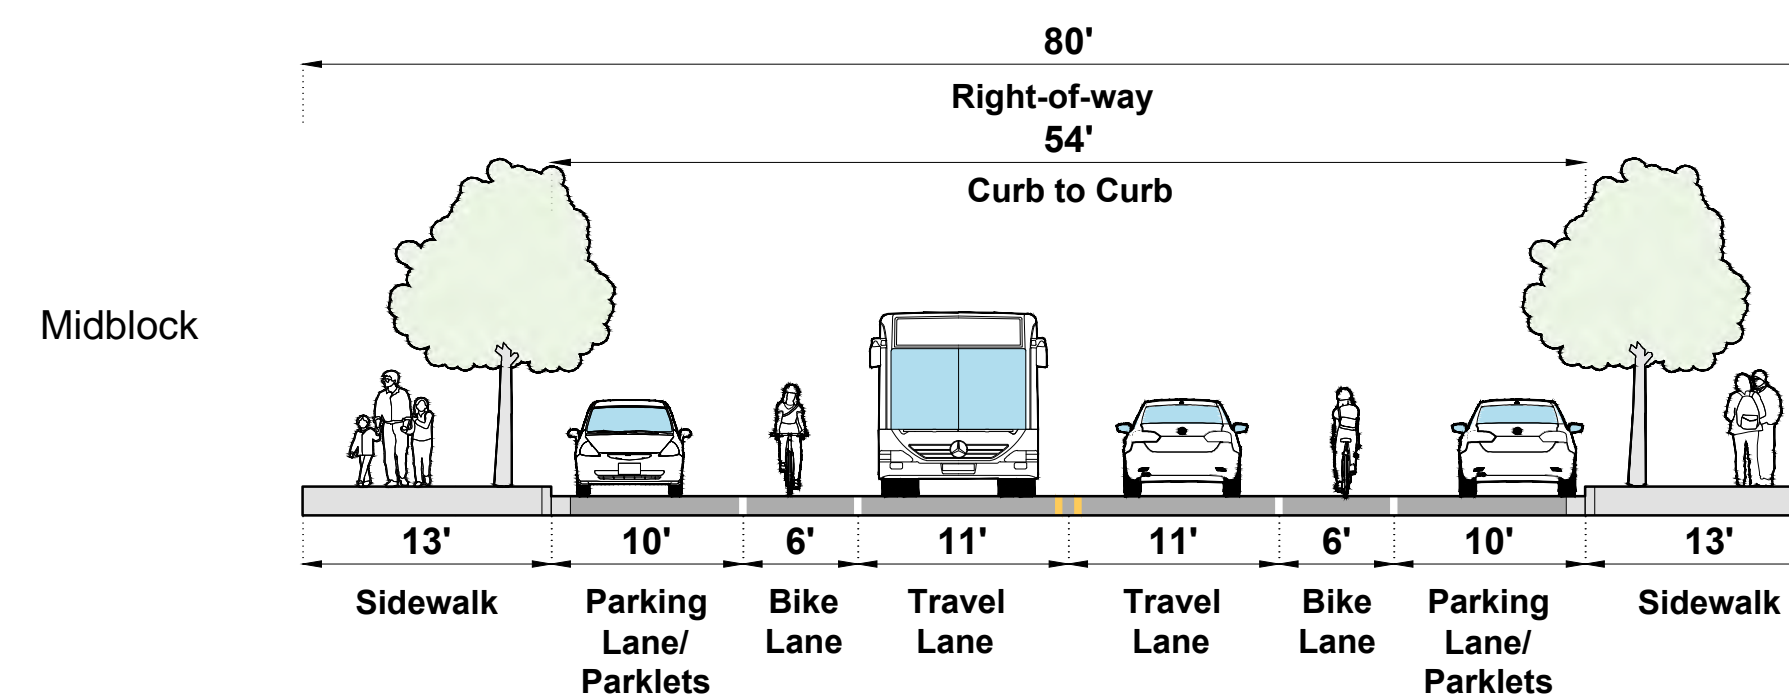 80'
Right-of-way
54'
Curb to Curb
Midblock
13' 10' 6' 11' 11' 6' 10' 13'
Sidewalk Parking Bike Travel Travel Bike Parking Sidewalk
Lane/ Lane Lane Lane Lane Lane/
Parklets Parklets